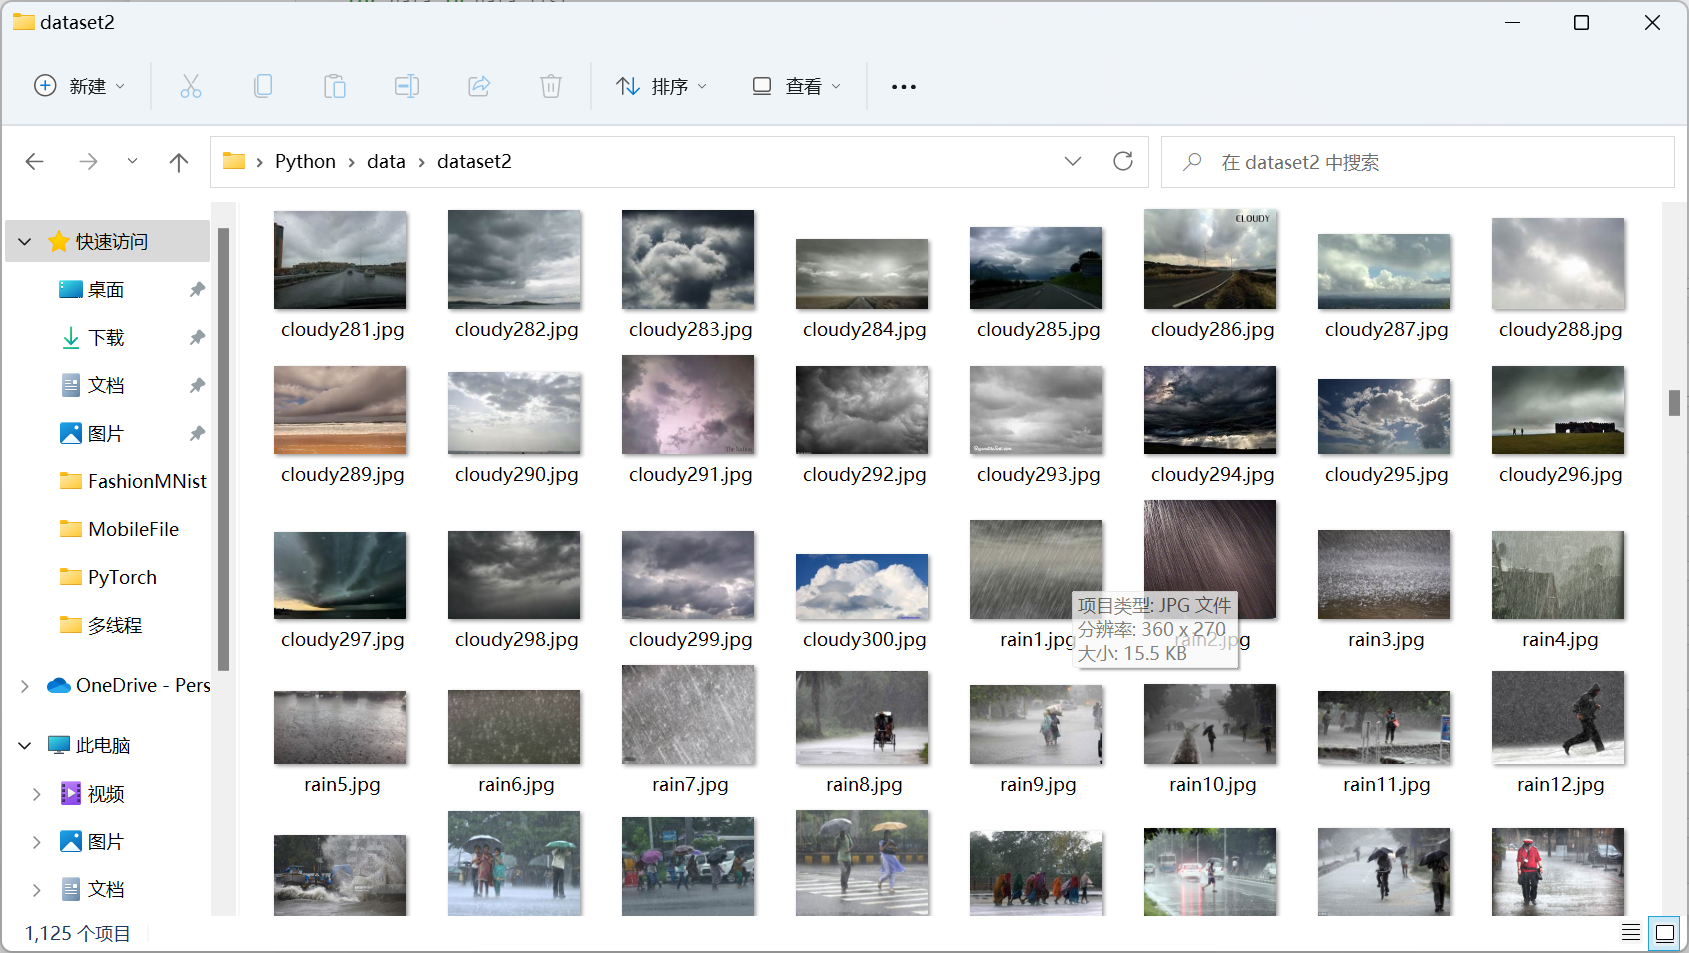 dataset2
新建
排序
查看
Python
data
dataset2
在 dataset2 中搜索
快速访问
桌面
下载
文档
图片
FashionMNist
MobileFile
PyTorch
多线程
OneDrive - Pers
此电脑
视频
图片
文档
CLOUDY
cloudy281.jpg cloudy282.jpg cloudy283.jpg cloudy284.jpg cloudy285.jpg cloudy286.jpg cloudy287.jpg cloudy288.jpg
cloudy289.jpg cloudy290.jpg cloudy291.jpg cloudy292.jpg cloudy293.jpg cloudy294.jpg cloudy295.jpg cloudy296.jpg
cloudy297.jpg cloudy298.jpg cloudy299.jpg cloudy300.jpg rain1.jpg rain2.jpg rain3.jpg rain4.jpg
项目类型: JPG 文件
分辨率: 360 x 270
大小: 15.5 KB
rain5.jpg rain6.jpg rain7.jpg rain8.jpg rain9.jpg rain10.jpg rain11.jpg rain12.jpg
1,125 个项目